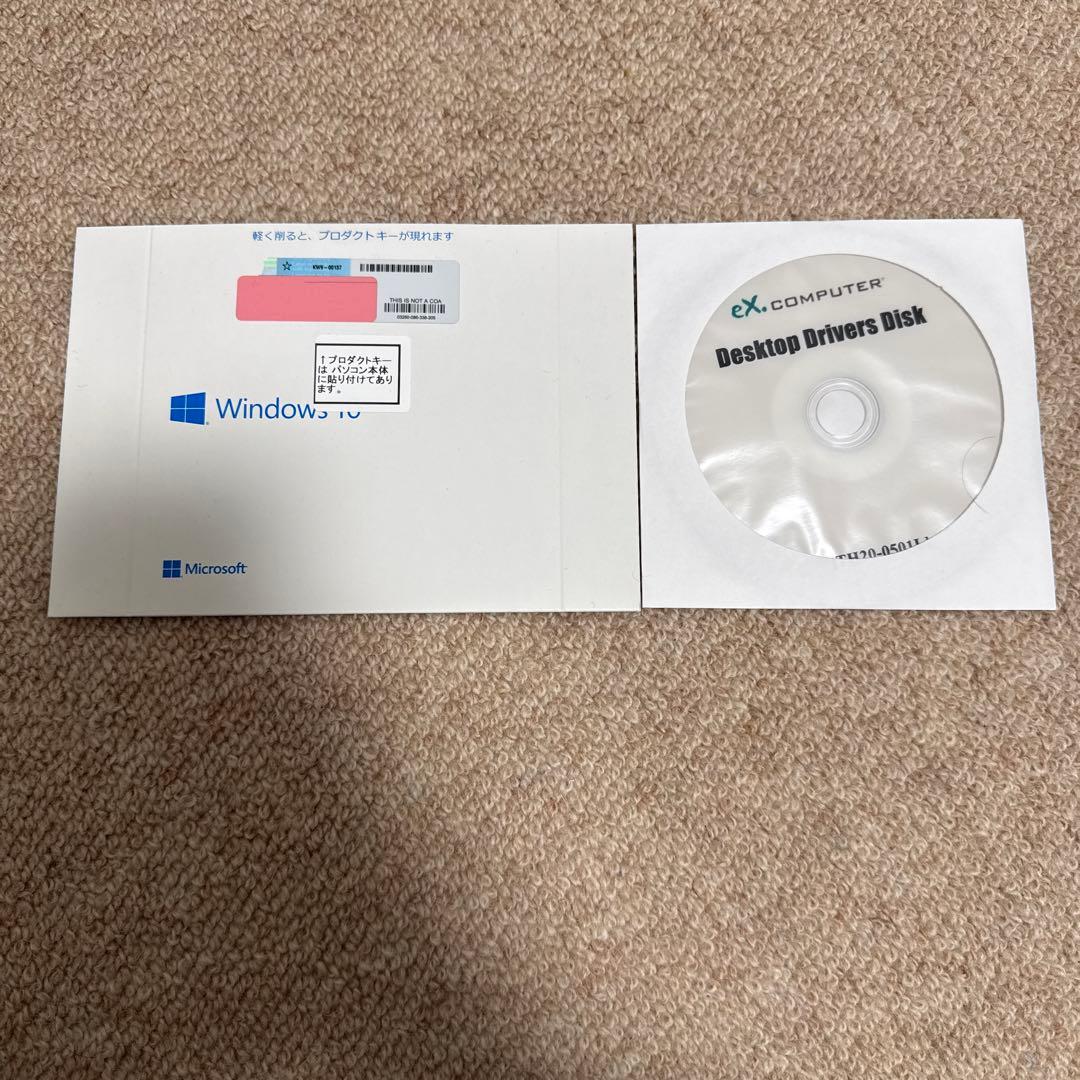 軽く削ると、プロダクトキーが現れます
KW9-00137
THIS IS NOT A COA
↑プロダクトキー
は パソコン本体
に貼り付けてあり
ます。
Windows 10
Microsoft
eX.COMPUTER
Desktop Drivers Disk